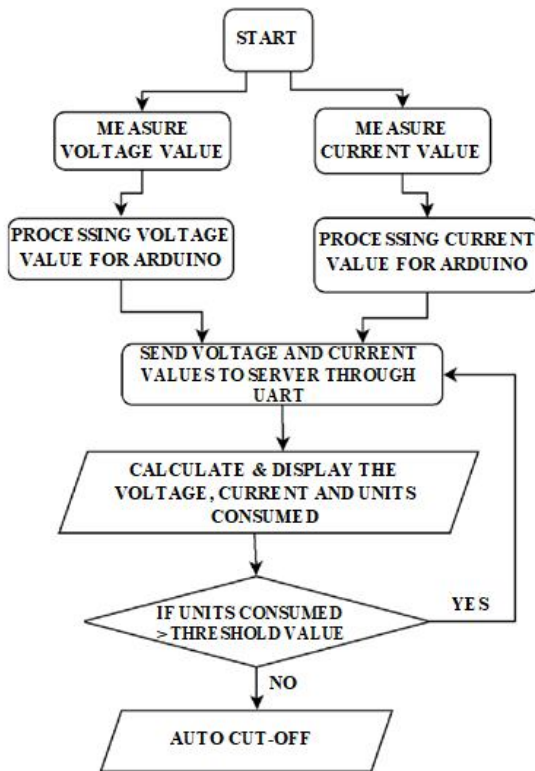 START
MEASURE
VOLTAGE VALUE
MEASURE
CURRENT VALUE
PROCESSING VOLTAGE
VALUE FOR ARDUINO
PROCESSING CURRENT
VALUE FOR ARDUINO
SEND VOLTAGE AND CURRENT
VALUES TO SERVER THROUGH
UART
CALCULATE & DISPLAY THE
VOLTAGE, CURRENT AND UNITS
CONSUMED
IF UNITS CONSUMED
> THRESHOLD VALUE
YES
NO
AUTO CUT-OFF